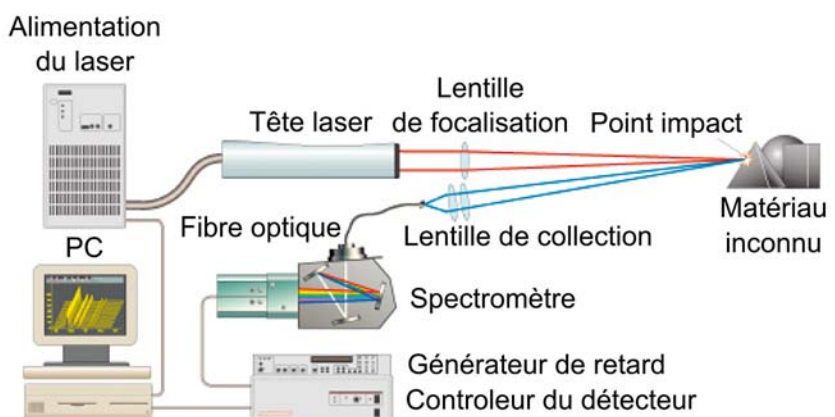 Alimentation
du laser
Lentille
de focalisation
Tête laser
Point impact
Matériau
inconnu
Fibre optique
Lentille de collection
PC
Spectromètre
Générateur de retard
Controleur du détecteur